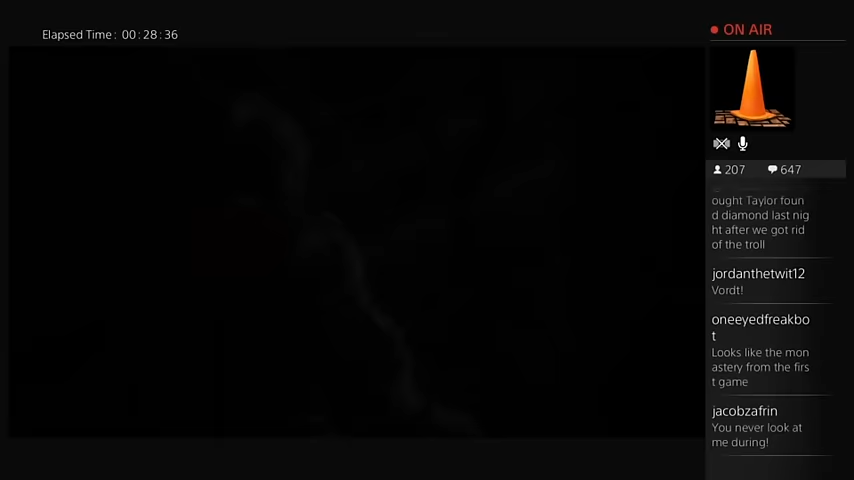 Elapsed Time: 00:28:36
ON AIR
207 647
ought Taylor foun
d diamond last nig
ht after we got rid
of the troll
jordanthetwit12
Vordt!
oneeyedfreakbo
t
Looks like the mon
astery from the firs
t game
jacobzafrin
You never look at
me during!